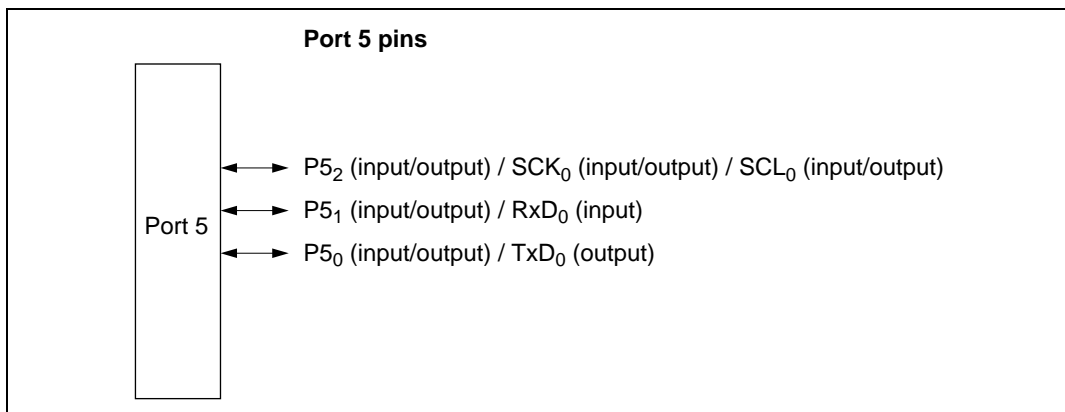 Port 5 pins
P5₂ (input/output) / SCK₀ (input/output) / SCL₀ (input/output)
P5₁ (input/output) / RxD₀ (input)
Port 5
P5₀ (input/output) / TxD₀ (output)